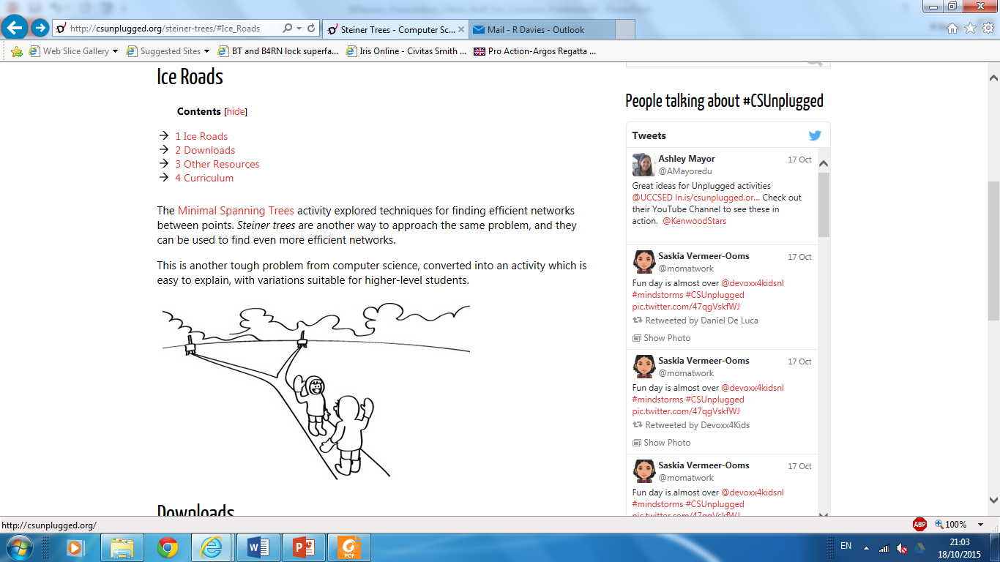 http://csunplugged.org/steiner-trees/#Ice_Roads
Steiner Trees - Computer Sc...
Mail - R Davies - Outlook
Web Slice Gallery
Suggested Sites
BT and B4RN lock superfa...
Iris Online - Civitas Smith ...
Pro Action-Argos Regatta ...
Ice Roads
Contents [hide]
1 Ice Roads
2 Downloads
3 Other Resources
4 Curriculum
The Minimal Spanning Trees activity explored techniques for finding efficient networks
between points. Steiner trees are another way to approach the same problem, and they
can be used to find even more efficient networks.
This is another tough problem from computer science, converted into an activity which is
easy to explain, with variations suitable for higher-level students.
Downloads
People talking about #CSUnplugged
Tweets
Ashley Mayor 17 Oct
@AMayoredu
Great ideas for Unplugged activities
@UCCSED ln.is/csunplugged.or... Check out
their YouTube Channel to see these in
action. @KenwoodStars
Saskia Vermeer-Ooms 17 Oct
@momatwork
Fun day is almost over @devoxx4kidsnl
#mindstorms #CSUnplugged
pic.twitter.com/47qgVskfWJ
Retweeted by Daniel De Luca
Show Photo
Saskia Vermeer-Ooms 17 Oct
@momatwork
Fun day is almost over @devoxx4kidsnl
#mindstorms #CSUnplugged
pic.twitter.com/47qgVskfWJ
Retweeted by Devoxx4Kids
Show Photo
Saskia Vermeer-Ooms 17 Oct
@momatwork
Fun day is almost over @devoxx4kidsnl
#mindstorms #CSUnplugged
pic.twitter.com/47qgVskfWJ
http://csunplugged.org/
ABP
100%
PDF
EN
21:03
18/10/2015